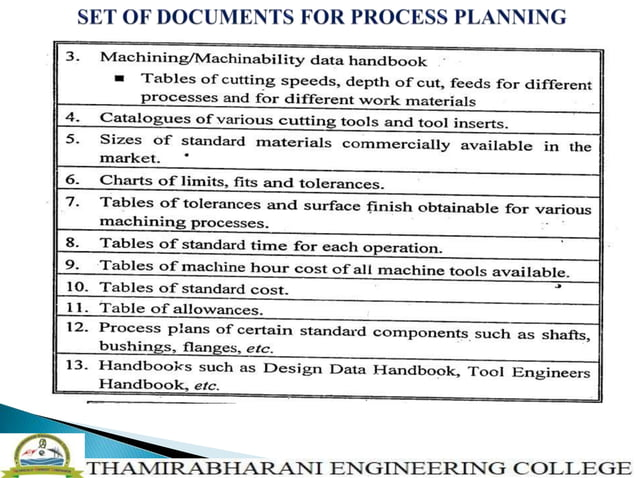 SET OF DOCUMENTS FOR PROCESS PLANNING
3. Machining/Machinability data handbook
■ Tables of cutting speeds, depth of cut, feeds for different
processes and for different work materials
4. Catalogues of various cutting tools and tool inserts.
5. Sizes of standard materials commercially available in the
market.
6. Charts of limits, fits and tolerances.
7. Tables of tolerances and surface finish obtainable for various
machining processes.
8. Tables of standard time for each operation.
9. Tables of machine hour cost of all machine tools available.
10. Tables of standard cost.
11. Table of allowances.
12. Process plans of certain standard components such as shafts,
bushings, flanges, etc.
13. Handbooks such as Design Data Handbook, Tool Engineers
Handbook, etc.
THAMIRABHARANI ENGINEERING COLLEGE